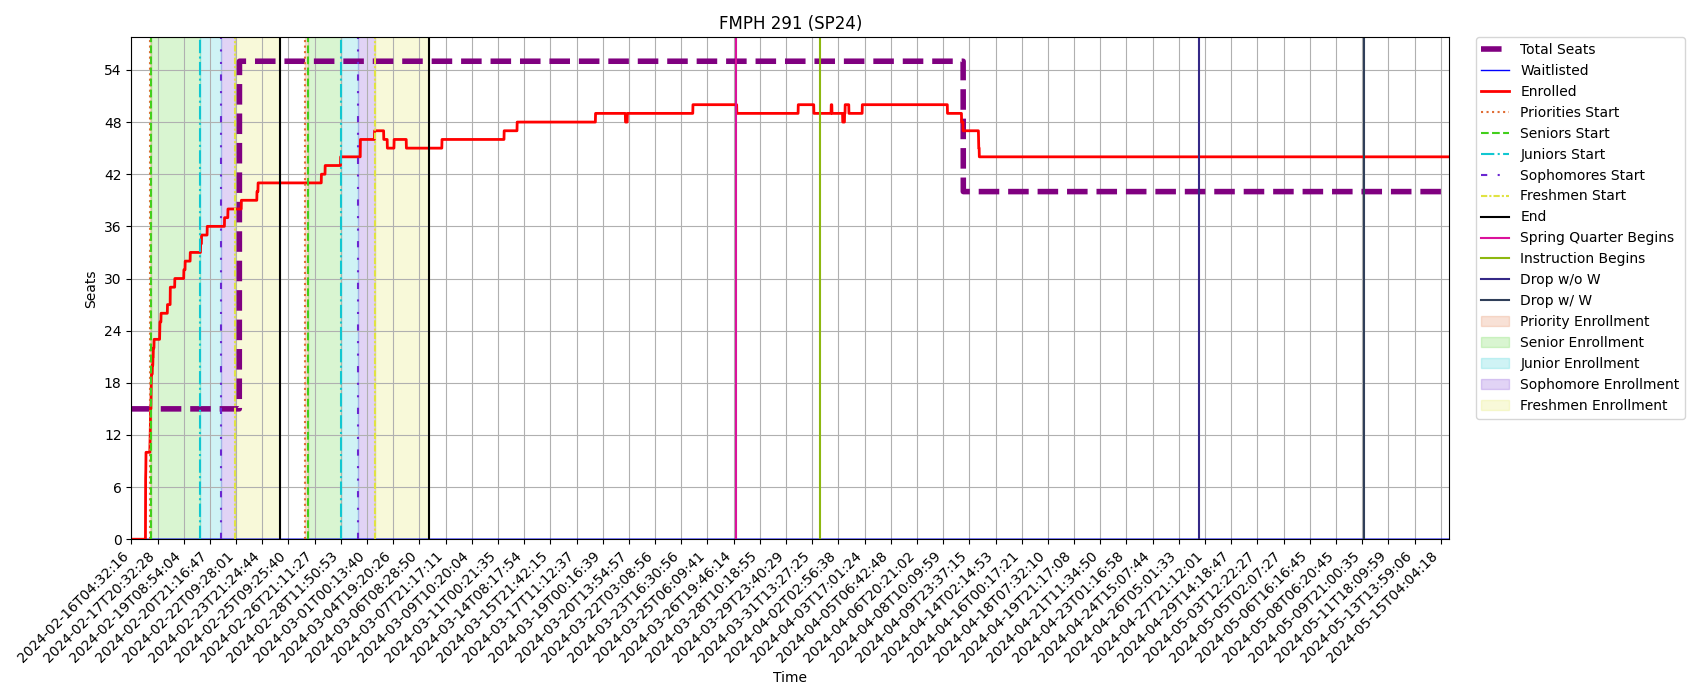 FMPH 291 (SP24)
Seats
54
48
42
36
30
24
18
12
6
0
2024-02-16T04:32:16
2024-02-17T20:32:28
2024-02-19T08:54:04
2024-02-20T21:16:47
2024-02-22T09:28:01
2024-02-23T21:24:44
2024-02-25T09:25:40
2024-02-26T21:11:27
2024-02-28T11:50:53
2024-03-01T00:13:40
2024-03-04T19:20:26
2024-03-06T08:28:50
2024-03-07T21:17:11
2024-03-09T10:20:04
2024-03-11T00:21:35
2024-03-14T08:17:54
2024-03-15T21:42:15
2024-03-17T11:12:37
2024-03-19T00:16:39
2024-03-20T13:54:57
2024-03-22T03:08:56
2024-03-23T16:30:56
2024-03-25T06:09:41
2024-03-26T19:46:14
2024-03-28T10:18:55
2024-03-29T23:40:29
2024-03-31T13:27:25
2024-04-02T02:56:38
2024-04-03T17:01:24
2024-04-05T06:42:48
2024-04-06T20:21:02
2024-04-08T10:09:59
2024-04-09T23:37:15
2024-04-14T02:14:53
2024-04-16T00:17:21
2024-04-18T07:32:10
2024-04-19T21:17:08
2024-04-21T11:34:50
2024-04-23T01:16:58
2024-04-24T15:07:44
2024-04-26T05:01:33
2024-04-27T21:12:01
2024-04-29T14:18:47
2024-05-03T12:22:27
2024-05-05T02:07:27
2024-05-06T16:16:45
2024-05-08T06:20:45
2024-05-09T21:00:35
2024-05-11T18:09:59
2024-05-13T13:59:06
2024-05-15T04:04:18
Time
Total Seats
Waitlisted
Enrolled
Priorities Start
Seniors Start
Juniors Start
Sophomores Start
Freshmen Start
End
Spring Quarter Begins
Instruction Begins
Drop w/o W
Drop w/ W
Priority Enrollment
Senior Enrollment
Junior Enrollment
Sophomore Enrollment
Freshmen Enrollment